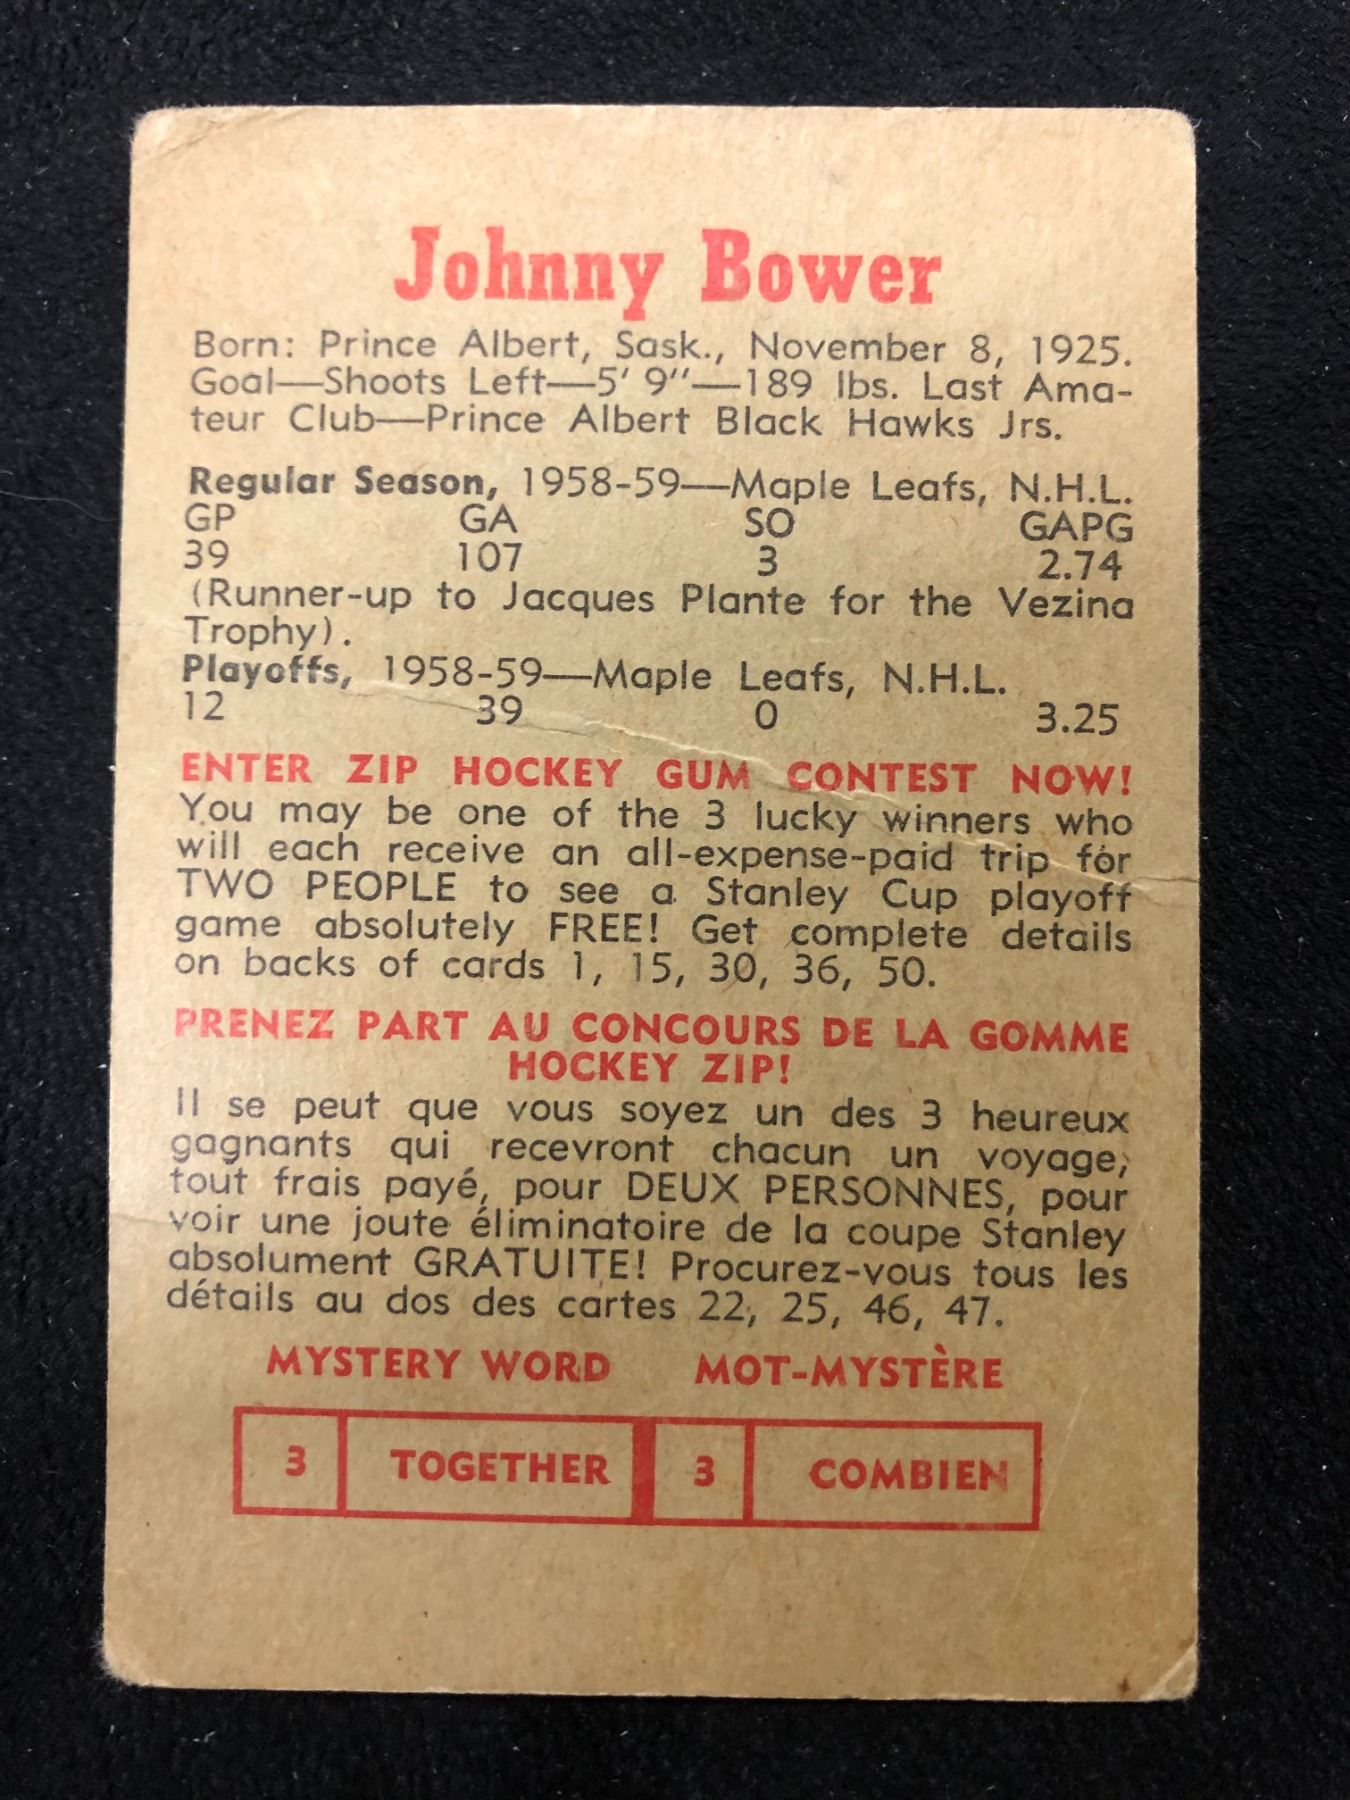 Johnny Bower
Born: Prince Albert, Sask., November 8, 1925.
Goal—Shoots Left—5' 9"—189 lbs. Last Ama-
teur Club—Prince Albert Black Hawks Jrs.
Regular Season, 1958-59—Maple Leafs, N.H.L.
GP GA SO GAPG
39 107 3 2.74
(Runner-up to Jacques Plante for the Vezina
Trophy).
Playoffs, 1958-59—Maple Leafs, N.H.L.
12 39 0 3.25
ENTER ZIP HOCKEY GUM CONTEST NOW!
You may be one of the 3 lucky winners who
will each receive an all-expense-paid trip for
TWO PEOPLE to see a Stanley Cup playoff
game absolutely FREE! Get complete details
on backs of cards 1, 15, 30, 36, 50.
PRENEZ PART AU CONCOURS DE LA GOMME
HOCKEY ZIP!
Il se peut que vous soyez un des 3 heureux
gagnants qui recevront chacun un voyage,
tout frais payé, pour DEUX PERSONNES, pour
voir une joute éliminatoire de la coupe Stanley
absolument GRATUITE! Procurez-vous tous les
détails au dos des cartes 22, 25, 46, 47.
MYSTERY WORD MOT-MYSTÈRE
3 TOGETHER 3 COMBIEN